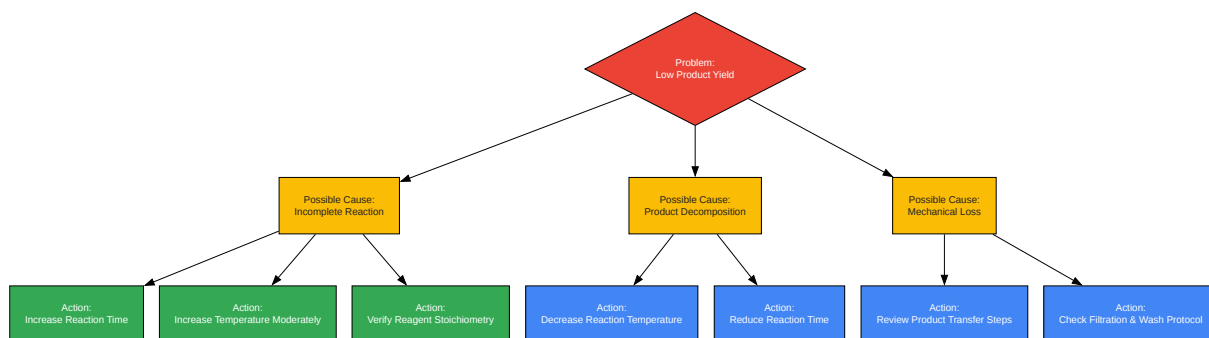 Problem:
Low Product Yield
Possible Cause:
Incomplete Reaction
Possible Cause:
Product Decomposition
Possible Cause:
Mechanical Loss
Action:
Increase Reaction Time
Action:
Increase Temperature Moderately
Action:
Verify Reagent Stoichiometry
Action:
Decrease Reaction Temperature
Action:
Reduce Reaction Time
Action:
Review Product Transfer Steps
Action:
Check Filtration & Wash Protocol